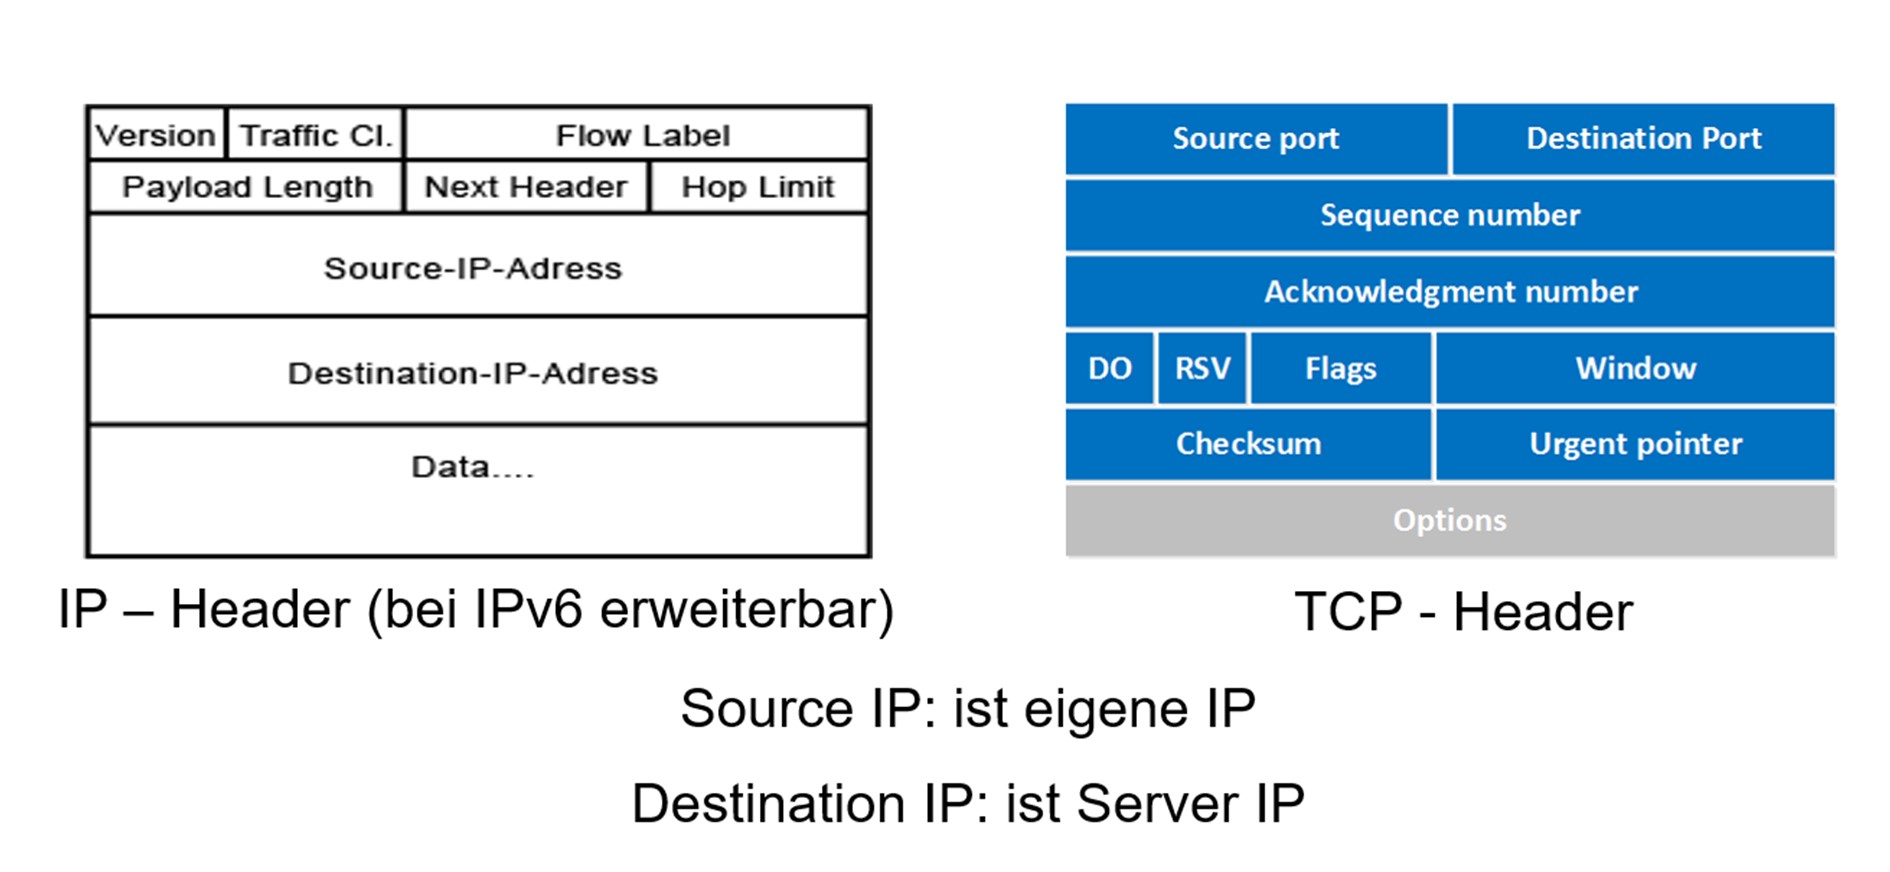 Version Traffic Cl. Flow Label
Payload Length Next Header Hop Limit
Source-IP-Adress
Destination-IP-Adress
Data....
IP – Header (bei IPv6 erweiterbar)
Source port Destination Port
Sequence number
Acknowledgment number
DO RSV Flags Window
Checksum Urgent pointer
Options
TCP - Header
Source IP: ist eigene IP
Destination IP: ist Server IP